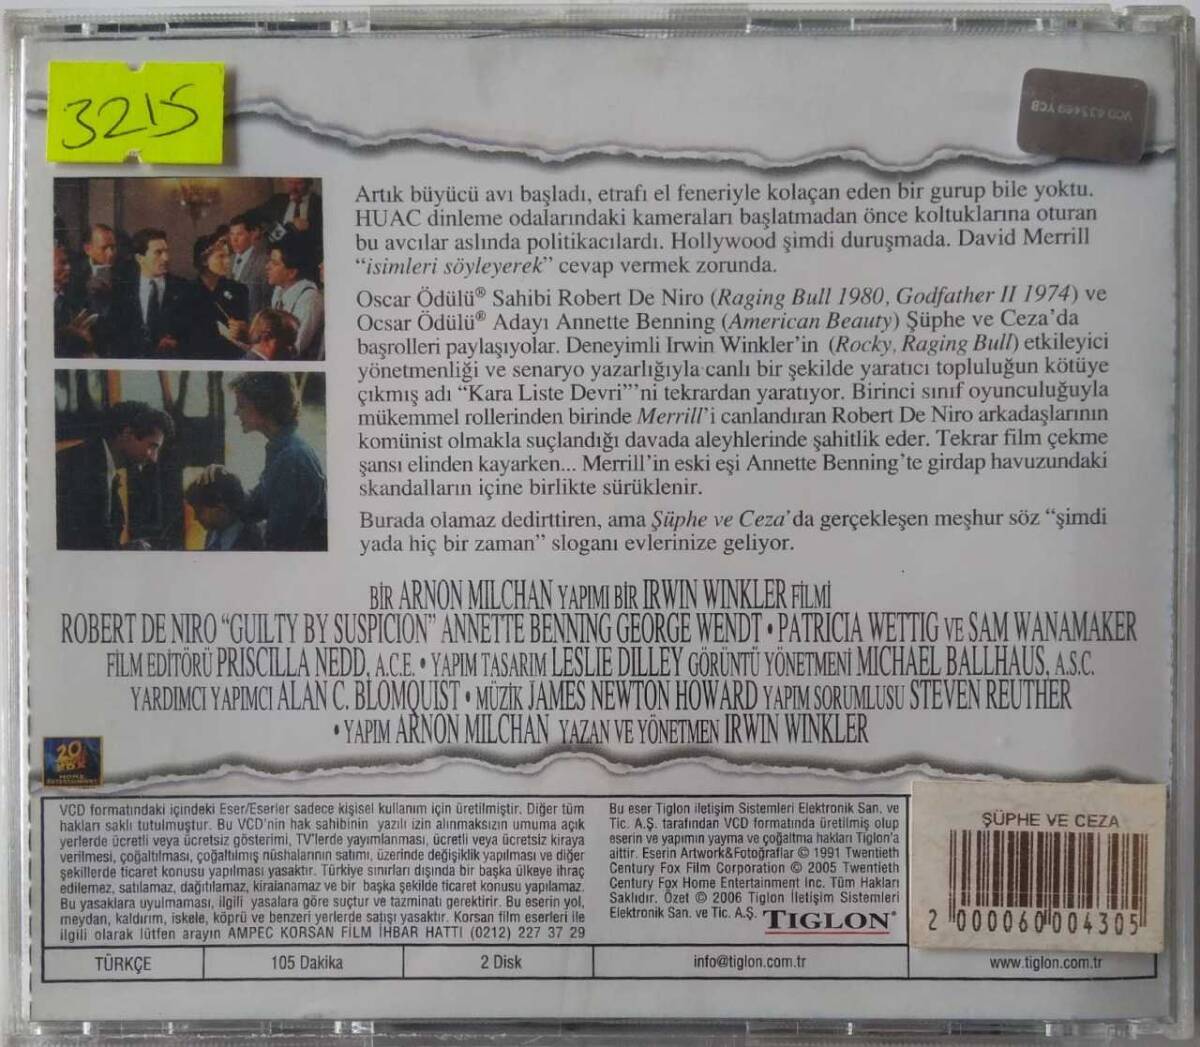 3215
VCD 433469 YCB
Artık büyücü avı başladı, etrafı el feneriyle kolaçan eden bir gurup bile yoktu.
HUAC dinleme odalarındaki kameraları başlatmadan önce koltuklarına oturan
bu avcılar aslında politikacılardı. Hollywood şimdi duruşmada. David Merrill
“isimleri söyleyerek” cevap vermek zorunda.
Oscar Ödülü® Sahibi Robert De Niro (Raging Bull 1980, Godfather II 1974) ve
Ocsar Ödülü® Adayı Annette Benning (American Beauty) Şüphe ve Ceza'da
başrolleri paylaşıyolar. Deneyimli Irwin Winkler'in (Rocky, Raging Bull) etkileyici
yönetmenliği ve senaryo yazarlığıyla canlı bir şekilde yaratıcı topluluğun kötüye
çıkmış adı “Kara Liste Devri”'ni tekrardan yaratıyor. Birinci sınıf oyunculuğuyla
mükemmel rollerinden birinde Merrill'i canlandıran Robert De Niro arkadaşlarının
komünist olmakla suçlandığı davada aleyhlerinde şahitlik eder. Tekrar film çekme
şansı elinden kayarken... Merrill'in eski eşi Annette Benning'te girdap havuzundaki
skandalların içine birlikte sürüklenir.
Burada olamaz dedirttiren, ama Şüphe ve Ceza'da gerçekleşen meşhur söz “şimdi
yada hiç bir zaman” sloganı evlerinize geliyor.
BİR ARNON MILCHAN YAPIMI BİR IRWIN WINKLER FİLMİ
ROBERT DE NIRO “GUILTY BY SUSPICION” ANNETTE BENNING GEORGE WENDT • PATRICIA WETTIG VE SAM WANAMAKER
FİLM EDİTÖRÜ PRISCILLA NEDD, A.C.E. • YAPIM TASARIM LESLIE DILLEY GÖRÜNTÜ YÖNETMENİ MICHAEL BALLHAUS, A.S.C.
YARDIMCI YAPIMCI ALAN C. BLOMQUIST • MÜZİK JAMES NEWTON HOWARD YAPIM SORUMLUSU STEVEN REUTHER
• YAPIM ARNON MILCHAN YAZAN VE YÖNETMEN IRWIN WINKLER
20
FOX
HOME
ENTERTAINMENT
VCD formatındaki içindeki Eser/Eserler sadece kişisel kullanım için üretilmiştir. Diğer tüm
hakları saklı tutulmuştur. Bu VCD'nin hak sahibinin yazılı izin alınmaksızın umuma açık
yerlerde ücretli veya ücretsiz gösterimi, TV'lerde yayımlanması, ücretli veya ücretsiz kiraya
verilmesi, çoğaltılması, çoğaltılmış nüshalarının satımı, üzerinde değişiklik yapılması ve diğer
şekillerde ticaret konusu yapılması yasaktır. Türkiye sınırları dışında bir başka ülkeye ihraç
edilemez, satılamaz, dağıtılamaz, kiralanamaz ve bir başka şekilde ticaret konusu yapılamaz.
Bu yasaklara uyulmaması, ilgili yasalara göre suçtur ve tazminatı gerektirir. Bu eserin yol,
meydan, kaldırım, iskele, köprü ve benzeri yerlerde satışı yasaktır. Korsan film eserleri ile
ilgili olarak lütfen arayın AMPEC KORSAN FİLM İHBAR HATTI (0212) 227 37 29
Bu eser Tiglon iletişim Sistemleri Elektronik San. ve
Tic. A.Ş. tarafından VCD formatında üretilmiş olup
eserin ve yapımın yayma ve çoğaltma hakları Tiglon'a
aittir. Eserin Artwork&Fotoğraflar © 1991 Twentieth
Century Fox Film Corporation © 2005 Twentieth
Century Fox Home Entertainment Inc. Tüm Hakları
Saklıdır. Özet © 2006 Tiglon İletişim Sistemleri
Elektronik San. ve Tic. A.Ş. TIGLON®
ŞÜPHE VE CEZA
2 000060 004305
TÜRKÇE
105 Dakika
2 Disk
info@tiglon.com.tr
www.tiglon.com.tr